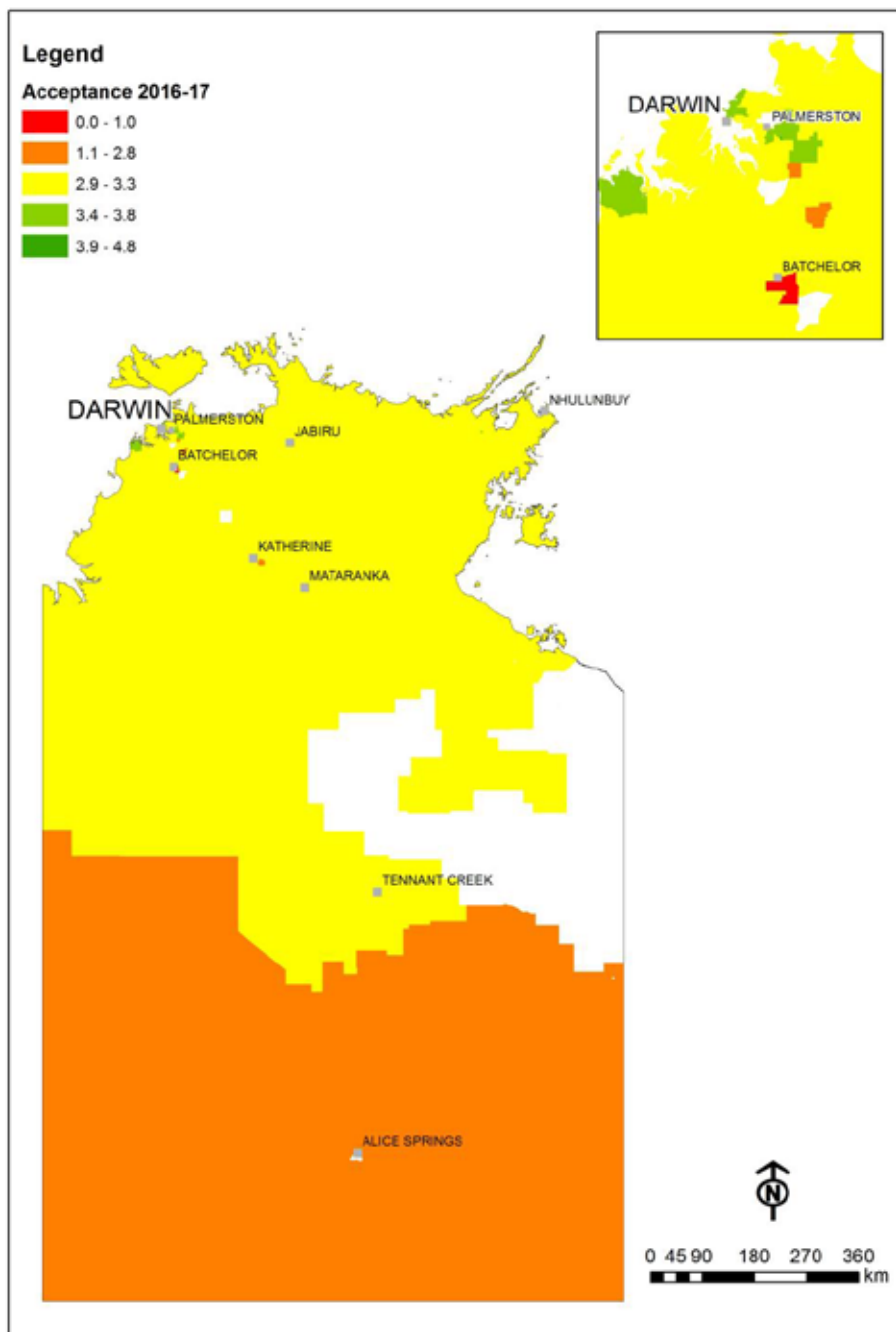 Legend
Acceptance 2016-17
0.0 - 1.0
1.1 - 2.8
2.9 - 3.3
3.4 - 3.8
3.9 - 4.8
DARWIN
PALMERSTON
BATCHELOR
DARWIN
PALMERSTON
BATCHELOR
JABIRU
NHULUNBUY
KATHERINE
MATARANKA
TENNANT CREEK
ALICE SPRINGS
N
0 45 90 180 270 360
km